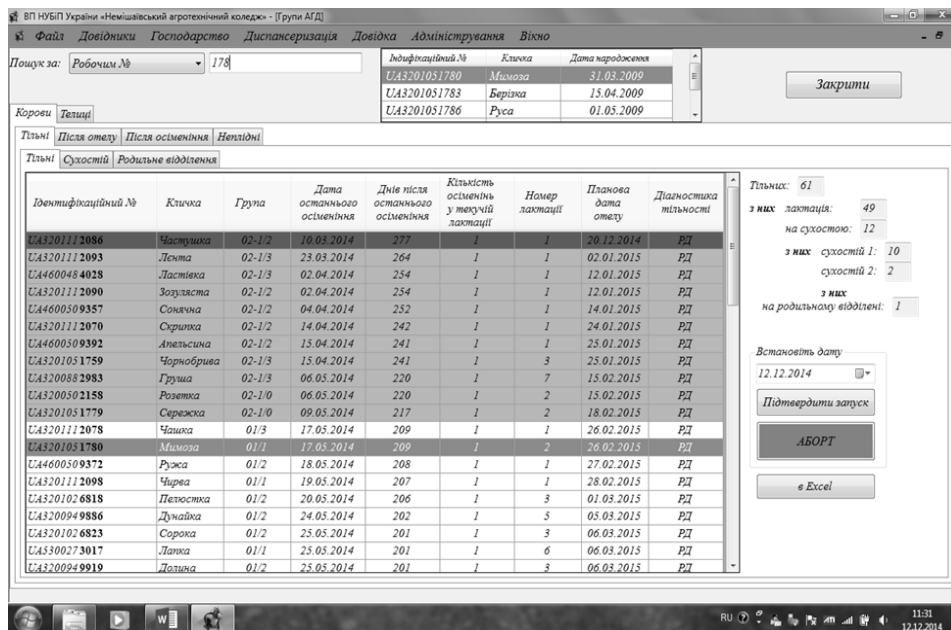 ВП НУБіП України «Немішаївський агротехнічний коледж» - [Групи АГД]
Файл Довідники Господарство Диспансеризація Довідка Адміністрування Вікно
Пошук за: Робочим № 178
Індифікаційний № Кличка Дата народження
UA3201051780 Мимоза 31.03.2009
UA3201051783 Берізка 15.04.2009
UA3201051786 Руса 01.05.2009
Закрити
Корови Телиці
Тільні Після отелу Після осіменіння Неплідні
Тільні Сухостій Родильне відділення
Ідентифікаційний № Кличка Група Дата останнього осіменіння Днів після останнього осіменіння Кількість осіменінь у текучій лактації Номер лактації Планова дата отелу Діагностика тільності
UA3201112086 Частушка 02-1/2 10.03.2014 277 1 1 20.12.2014 РД
UA3201112093 Лєнта 02-1/3 23.03.2014 264 1 1 02.01.2015 РД
UA4600484028 Ластівка 02-1/3 02.04.2014 254 1 1 12.01.2015 РД
UA3201112090 Зозуляста 02-1/2 02.04.2014 254 1 1 12.01.2015 РД
UA4600509357 Сонячна 02-1/2 04.04.2014 252 1 1 14.01.2015 РД
UA3201112070 Скрипка 02-1/2 14.04.2014 242 1 1 24.01.2015 РД
UA4600509392 Апельсина 02-1/2 15.04.2014 241 1 1 25.01.2015 РД
UA3201051759 Чорнобрива 02-1/3 15.04.2014 241 1 3 25.01.2015 РД
UA3200882983 Груша 02-1/3 06.05.2014 220 1 7 15.02.2015 РД
UA3200502158 Розетка 02-1/0 06.05.2014 220 1 2 15.02.2015 РД
UA3201051779 Сережка 02-1/0 09.05.2014 217 1 2 18.02.2015 РД
UA3201112078 Чашка 01/3 17.05.2014 209 1 1 26.02.2015 РД
UA3201051780 Мимоза 01/1 17.05.2014 209 1 2 26.02.2015 РД
UA4600509372 Ружа 01/2 18.05.2014 208 1 1 27.02.2015 РД
UA3201112098 Чирва 01/1 19.05.2014 207 1 1 28.02.2015 РД
UA3201026818 Пелюстка 01/2 20.05.2014 206 1 3 01.03.2015 РД
UA3200949886 Дунайка 01/2 24.05.2014 202 1 5 05.03.2015 РД
UA3201026823 Сорока 01/2 25.05.2014 201 1 3 06.03.2015 РД
UA5300273017 Лапка 01/1 25.05.2014 201 1 6 06.03.2015 РД
UA3200949919 Долина 01/2 25.05.2014 201 1 3 06.03.2015 РД
Тільних: 61
з них лактація: 49
на сухостою: 12
з них сухостій 1: 10
сухостій 2: 2
з них
на родильному відділені: 1
Встановіть дату
12.12.2014
Підтвердити запуск
АБОРТ
в Excel
RU 11:31
12.12.2014